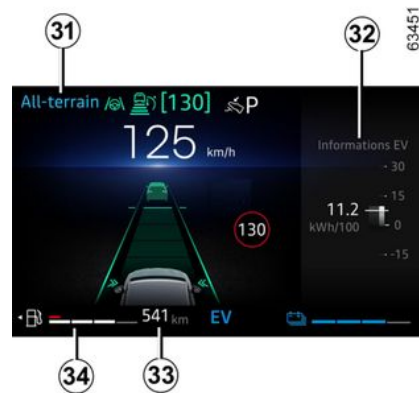 31
32
63451
All-terrain [130] P
125 km/h
Informations EV
30
15
11.2
kWh/100
0
-15
130
541 km EV
34
33